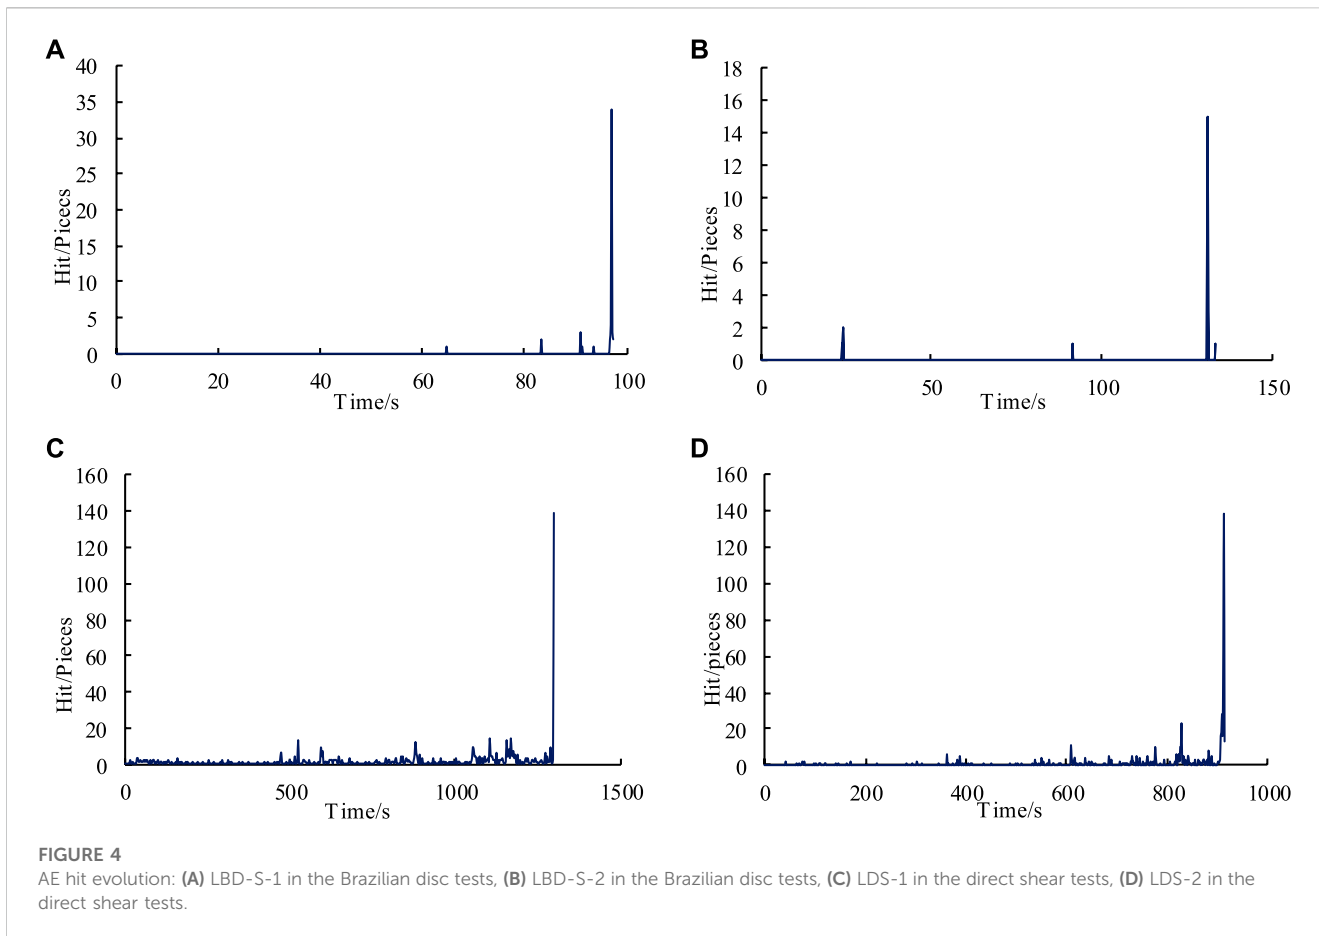 A
40
35
30
25
20
15
10
5
0
Hit/Picecs
0 20 40 60 80 100
Time/s
B
18
16
14
12
10
8
6
4
2
0
Hit/Pieces
0 50 100 150
Time/s
C
160
140
120
100
80
60
40
20
0
Hit/Pieces
0 500 1000 1500
Time/s
D
160
140
120
100
80
60
40
20
0
Hit/pieces
0 200 400 600 800 1000
Time/s
FIGURE 4
AE hit evolution: (A) LBD-S-1 in the Brazilian disc tests, (B) LBD-S-2 in the Brazilian disc tests, (C) LDS-1 in the direct shear tests, (D) LDS-2 in the
direct shear tests.